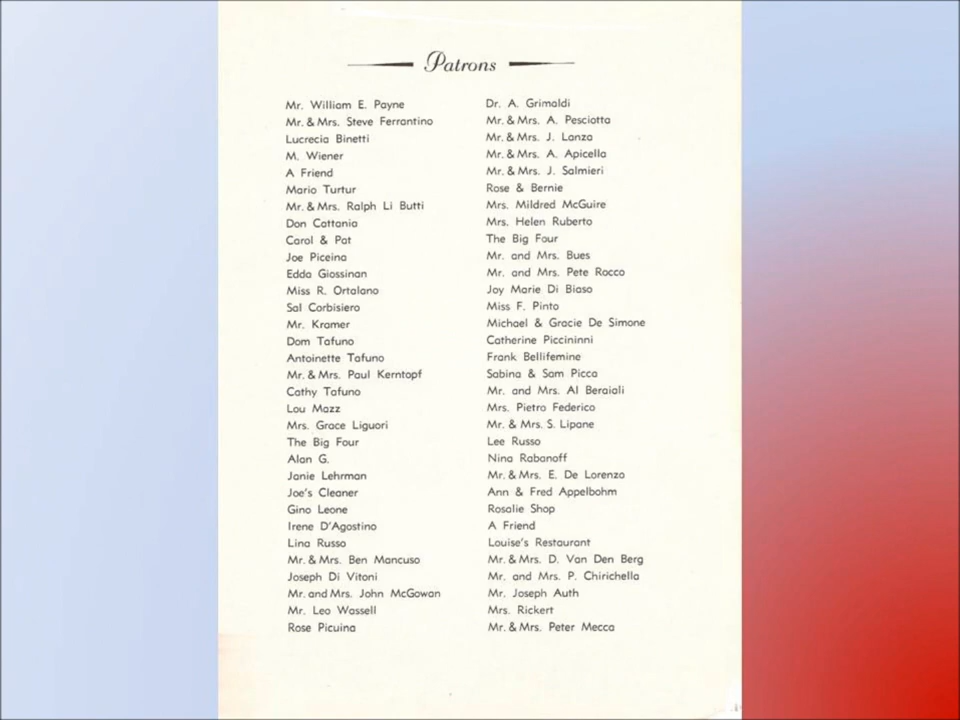 Patrons
Mr. William E. Payne
Mr. & Mrs. Steve Ferrantino
Lucrecia Binetti
M. Wiener
A Friend
Mario Turtur
Mr. & Mrs. Ralph Li Butti
Don Cattania
Carol & Pat
Joe Piceina
Edda Giossinan
Miss R. Ortalano
Sal Corbisiero
Mr. Kramer
Dom Tafuno
Antoinette Tafuno
Mr. & Mrs. Paul Kerntopf
Cathy Tafuno
Lou Mazz
Mrs. Grace Liguori
The Big Four
Alan G.
Janie Lehrman
Joe's Cleaner
Gino Leone
Irene D'Agostino
Lina Russo
Mr. & Mrs. Ben Mancuso
Joseph Di Vitoni
Mr. and Mrs. John McGowan
Mr. Leo Wassell
Rose Picuina
Dr. A. Grimaldi
Mr. & Mrs. A. Pesciotta
Mr. & Mrs. J. Lanza
Mr. & Mrs. A. Apicella
Mr. & Mrs. J. Salmieri
Rose & Bernie
Mrs. Mildred McGuire
Mrs. Helen Ruberto
The Big Four
Mr. and Mrs. Bues
Mr. and Mrs. Pete Rocco
Joy Marie Di Biaso
Miss F. Pinto
Michael & Gracie De Simone
Catherine Piccininni
Frank Bellifemine
Sabina & Sam Picca
Mr. and Mrs. Al Beraiali
Mrs. Pietro Federico
Mr. & Mrs. S. Lipane
Lee Russo
Nina Rabanoff
Mr. & Mrs. E. De Lorenzo
Ann & Fred Appelbohm
Rosalie Shop
A Friend
Louise's Restaurant
Mr. & Mrs. D. Van Den Berg
Mr. and Mrs. P. Chirichella
Mr. Joseph Auth
Mrs. Rickert
Mr. & Mrs. Peter Mecca